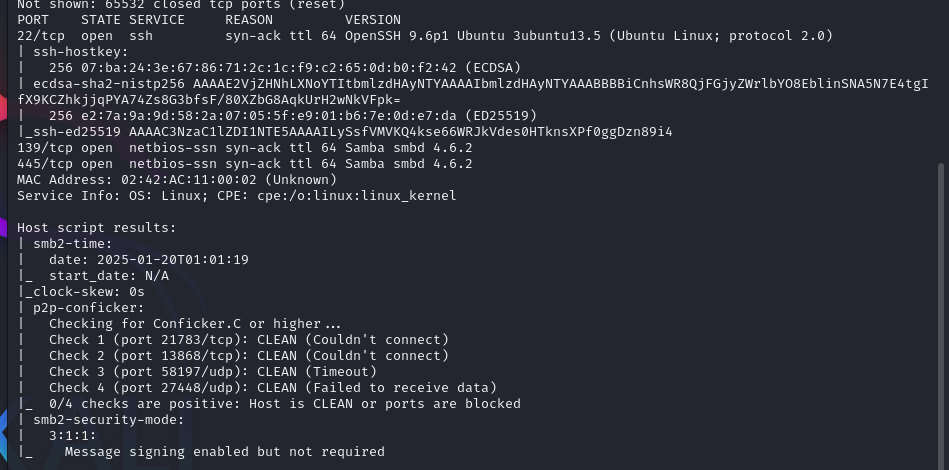 Not shown: 65532 closed tcp ports (reset)
PORT    STATE SERVICE     REASON         VERSION
22/tcp  open  ssh         syn-ack ttl 64 OpenSSH 9.6p1 Ubuntu 3ubuntu13.5 (Ubuntu Linux; protocol 2.0)
| ssh-hostkey:
|   256 07:ba:24:3e:67:86:71:2c:1c:f9:c2:65:0d:b0:f2:42 (ECDSA)
| ecdsa-sha2-nistp256 AAAAE2VjZHNhLXNoYTItbmlzdHAyNTYAAAAIbmlzdHAyNTYAAABBBBiCnhsWR8QjFGjyZWrlbYO8EblinSNA5N7E4tgI
fX9KCZhkjjqPYA74Zs8G3bfsF/80XZbG8AqkUrH2wNkVFpk=
|   256 e2:7a:9a:9d:58:2a:07:05:5f:e9:01:b6:7e:0d:e7:da (ED25519)
|_ssh-ed25519 AAAAC3NzaC1lZDI1NTE5AAAAILySsfVMVKQ4kse66WRJkVdes0HTknsXPf0ggDzn89i4
139/tcp open  netbios-ssn syn-ack ttl 64 Samba smbd 4.6.2
445/tcp open  netbios-ssn syn-ack ttl 64 Samba smbd 4.6.2
MAC Address: 02:42:AC:11:00:02 (Unknown)
Service Info: OS: Linux; CPE: cpe:/o:linux:linux_kernel
Host script results:
| smb2-time:
|   date: 2025-01-20T01:01:19
|_  start_date: N/A
|_clock-skew: 0s
| p2p-conficker:
|   Checking for Conficker.C or higher...
|   Check 1 (port 21783/tcp): CLEAN (Couldn't connect)
|   Check 2 (port 13868/tcp): CLEAN (Couldn't connect)
|   Check 3 (port 58197/udp): CLEAN (Timeout)
|   Check 4 (port 27448/udp): CLEAN (Failed to receive data)
|_  0/4 checks are positive: Host is CLEAN or ports are blocked
| smb2-security-mode:
|   3:1:1:
|_    Message signing enabled but not required